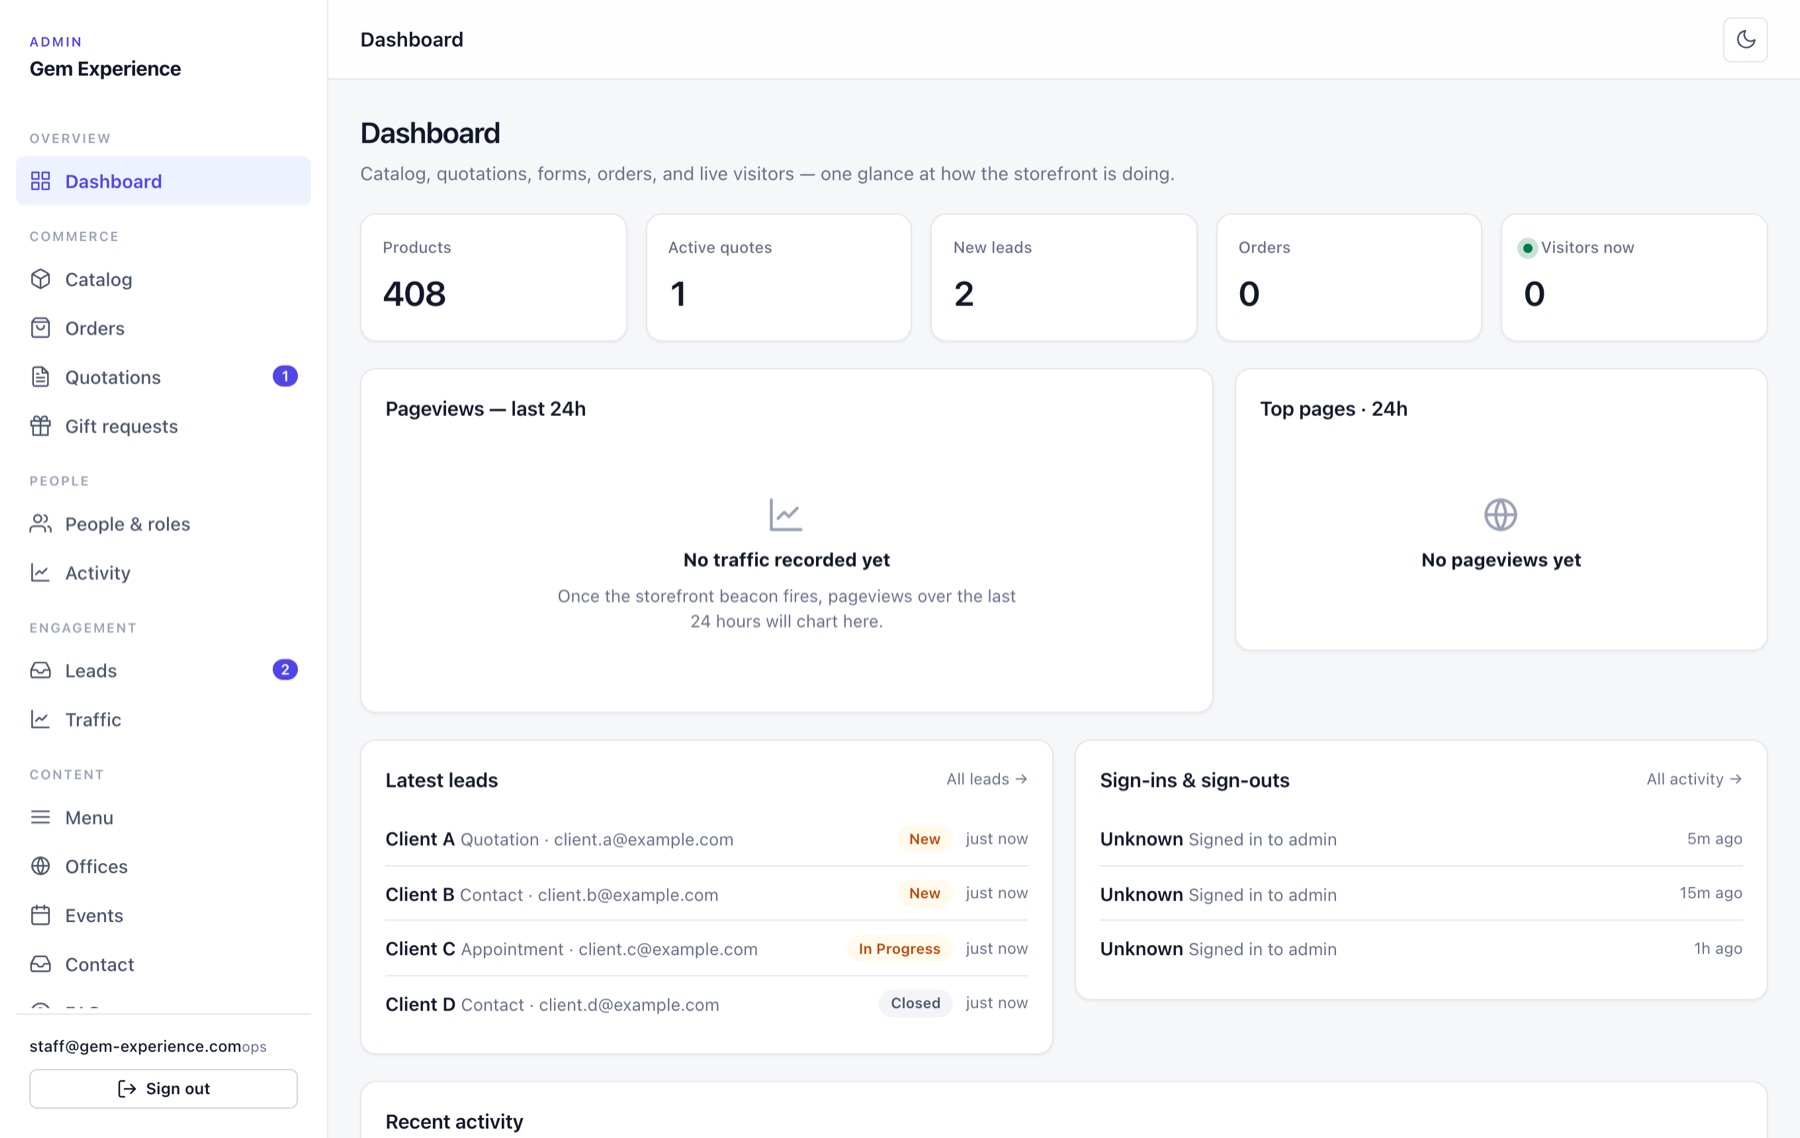 ADMIN
Gem Experience
OVERVIEW
Dashboard
COMMERCE
Catalog
Orders
Quotations 1
Gift requests
PEOPLE
People & roles
Activity
ENGAGEMENT
Leads 2
Traffic
CONTENT
Menu
Offices
Events
Contact
staff@gem-experience.comops
Sign out
Dashboard
Dashboard
Catalog, quotations, forms, orders, and live visitors — one glance at how the storefront is doing.
Products
408
Active quotes
1
New leads
2
Orders
0
Visitors now
0
Pageviews — last 24h
No traffic recorded yet
Once the storefront beacon fires, pageviews over the last
24 hours will chart here.
Top pages · 24h
No pageviews yet
Latest leads All leads →
Client A Quotation · client.a@example.com New just now
Client B Contact · client.b@example.com New just now
Client C Appointment · client.c@example.com In Progress just now
Client D Contact · client.d@example.com Closed just now
Sign-ins & sign-outs All activity →
Unknown Signed in to admin 5m ago
Unknown Signed in to admin 15m ago
Unknown Signed in to admin 1h ago
Recent activity